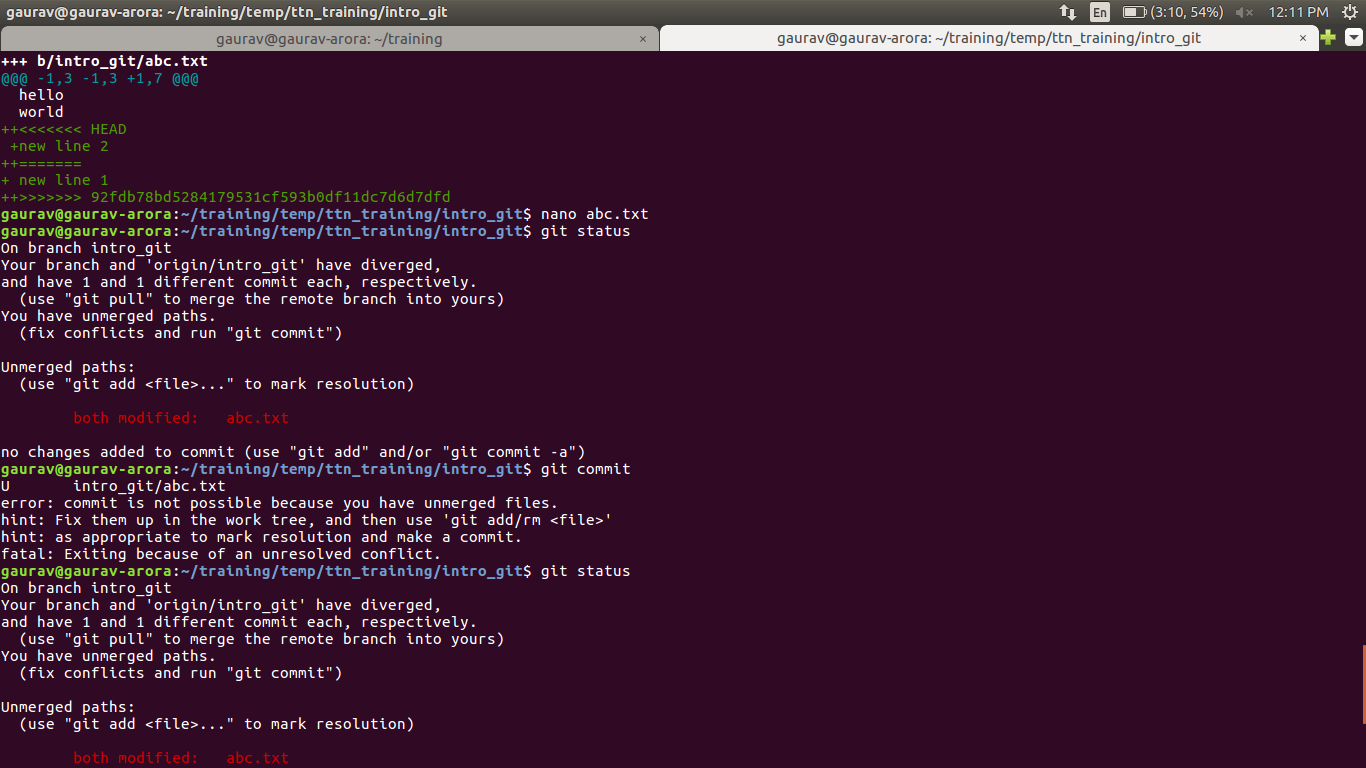 gaurav@gaurav-arora: ~/training/temp/ttn_training/intro_git En (3:10, 54%) 12:11 PM
gaurav@gaurav-arora: ~/training × gaurav@gaurav-arora: ~/training/temp/ttn_training/intro_git ×
+++ b/intro_git/abc.txt
@@@ -1,3 -1,3 +1,7 @@@
  hello
  world
++<<<<<<< HEAD
 +new line 2
++=======
+ new line 1
++>>>>>>> 92fdb78bd5284179531cf593b0df11dc7d6d7dfd
gaurav@gaurav-arora:~/training/temp/ttn_training/intro_git$ nano abc.txt
gaurav@gaurav-arora:~/training/temp/ttn_training/intro_git$ git status
On branch intro_git
Your branch and 'origin/intro_git' have diverged,
and have 1 and 1 different commit each, respectively.
  (use "git pull" to merge the remote branch into yours)
You have unmerged paths.
  (fix conflicts and run "git commit")

Unmerged paths:
  (use "git add <file>..." to mark resolution)

        both modified:   abc.txt

no changes added to commit (use "git add" and/or "git commit -a")
gaurav@gaurav-arora:~/training/temp/ttn_training/intro_git$ git commit
U       intro_git/abc.txt
error: commit is not possible because you have unmerged files.
hint: Fix them up in the work tree, and then use 'git add/rm <file>'
hint: as appropriate to mark resolution and make a commit.
fatal: Exiting because of an unresolved conflict.
gaurav@gaurav-arora:~/training/temp/ttn_training/intro_git$ git status
On branch intro_git
Your branch and 'origin/intro_git' have diverged,
and have 1 and 1 different commit each, respectively.
  (use "git pull" to merge the remote branch into yours)
You have unmerged paths.
  (fix conflicts and run "git commit")

Unmerged paths:
  (use "git add <file>..." to mark resolution)

        both modified:   abc.txt